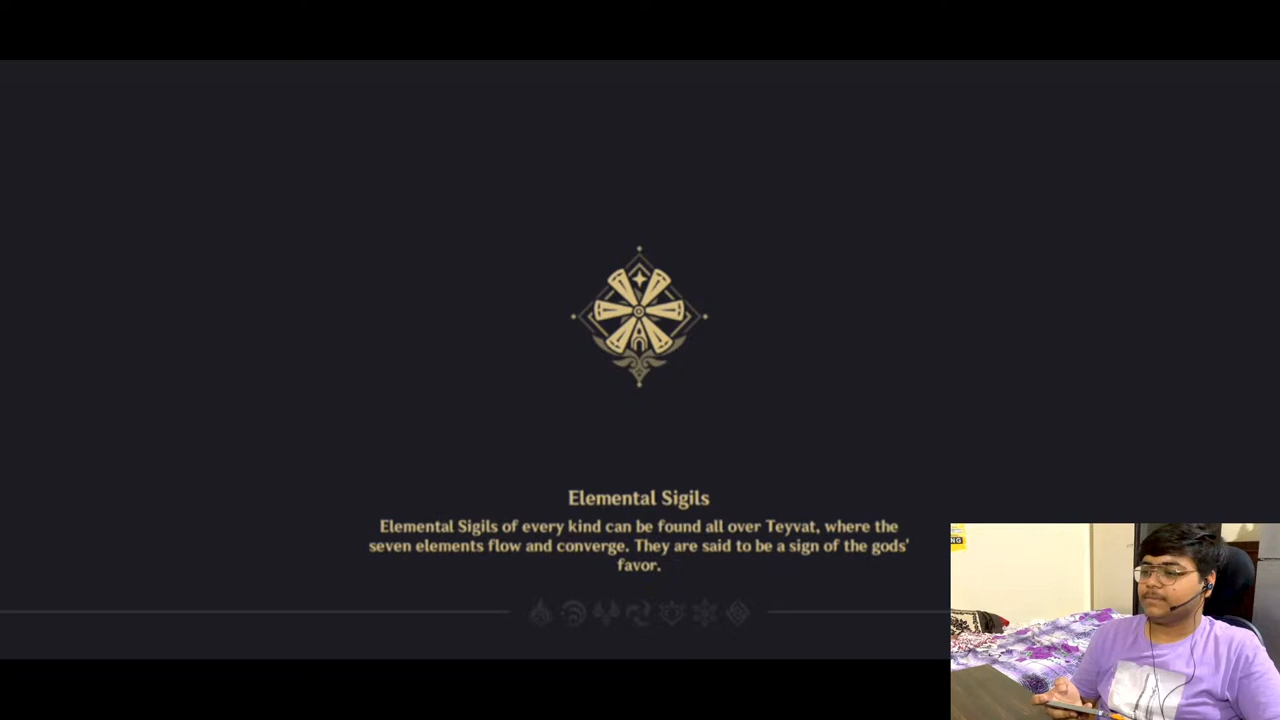 Elemental Sigils
Elemental Sigils of every kind can be found all over Teyvat, where the
seven elements flow and converge. They are said to be a sign of the gods'
favor.
NG